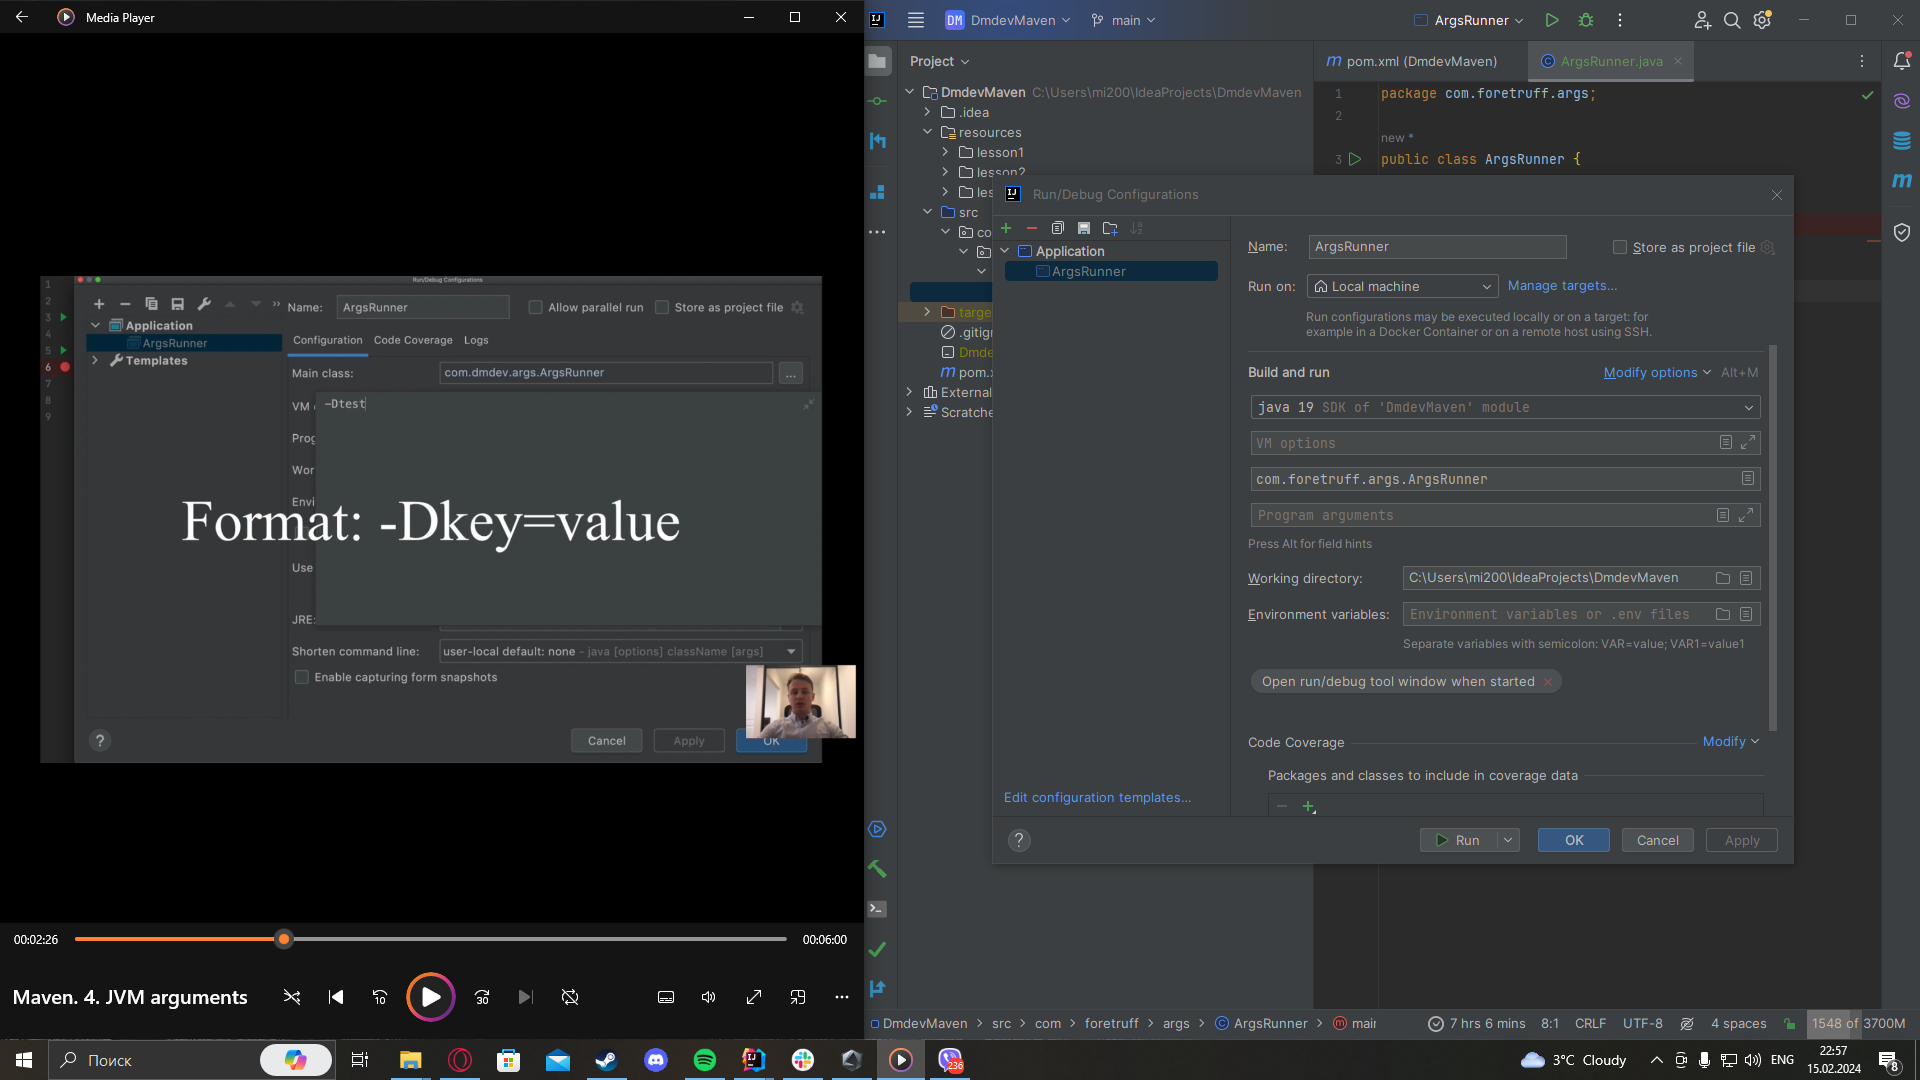 Media Player
1
2
3
4
5
6
7
8
9
Run/Debug Configurations
Name:
ArgsRunner
Allow parallel run
Store as project file
Application
ArgsRunner
Templates
Configuration
Code Coverage
Logs
Main class:
com.dmdev.args.ArgsRunner
...
VM
-Dtest
Prog
Wor
Envi
Format: -Dkey=value
Use
JRE:
Shorten command line:
user-local default: none - java [options] className [args]
Enable capturing form snapshots
?
Cancel
Apply
OK
00:02:26
00:06:00
Maven. 4. JVM arguments
10
30
DM
DmdevMaven
main
ArgsRunner
Project
DmdevMaven C:\Users\mi200\IdeaProjects\DmdevMaven
.idea
resources
lesson1
lesson2
les
src
co
targe
.gitign
Dmde
m pom.x
External
Scratche
m pom.xml (DmdevMaven)
ArgsRunner.java
1 package com.foretruff.args;
2
new *
3 public class ArgsRunner {
Run/Debug Configurations
Application
ArgsRunner
Edit configuration templates...
Name:
ArgsRunner
Store as project file
Run on:
Local machine
Manage targets...
Run configurations may be executed locally or on a target: for
example in a Docker Container or on a remote host using SSH.
Build and run
Modify options
Alt+M
java 19 SDK of 'DmdevMaven' module
VM options
com.foretruff.args.ArgsRunner
Program arguments
Press Alt for field hints
Working directory:
C:\Users\mi200\IdeaProjects\DmdevMaven
Environment variables:
Environment variables or .env files
Separate variables with semicolon: VAR=value; VAR1=value1
Open run/debug tool window when started
Code Coverage
Modify
Packages and classes to include in coverage data
?
Run
OK
Cancel
Apply
DmdevMaven > src > com > foretruff > args > ArgsRunner > main
7 hrs 6 mins
8:1
CRLF
UTF-8
4 spaces
1548 of 3700M
Поиск
236
3°C Cloudy
ENG
22:57
15.02.2024
8